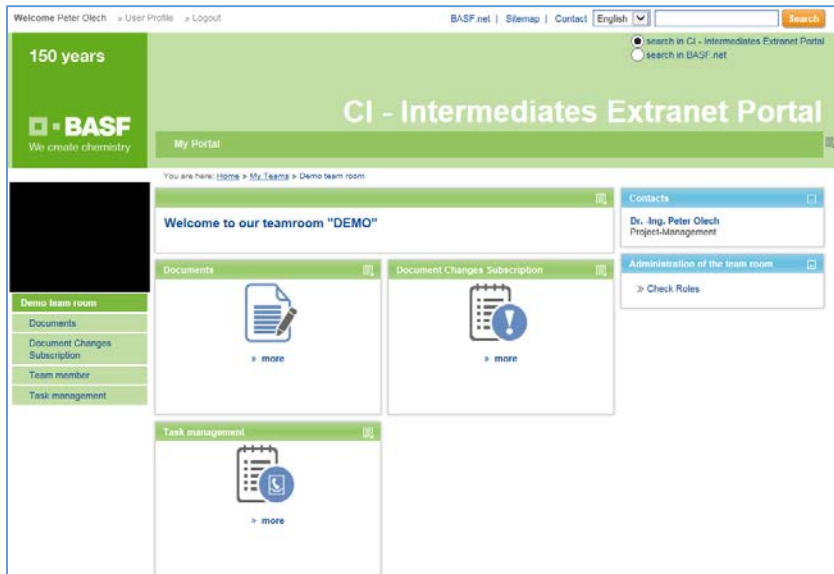 Welcome Peter Olech » User Profile » Logout
BASF.net | Sitemap | Contact English Search
search in CI - Intermediates Extranet Portal
search in BASF.net
150 years
BASF
We create chemistry
CI - Intermediates Extranet Portal
My Portal
You are here: Home » My Teams » Demo team room
Welcome to our teamroom "DEMO"
Contacts
Dr. -Ing. Peter Olech
Project-Management
Documents
Document Changes Subscription
Administration of the team room
» Check Roles
Demo team room
Documents
Document Changes
Subscription
Team member
Task management
» more
» more
Task management
» more